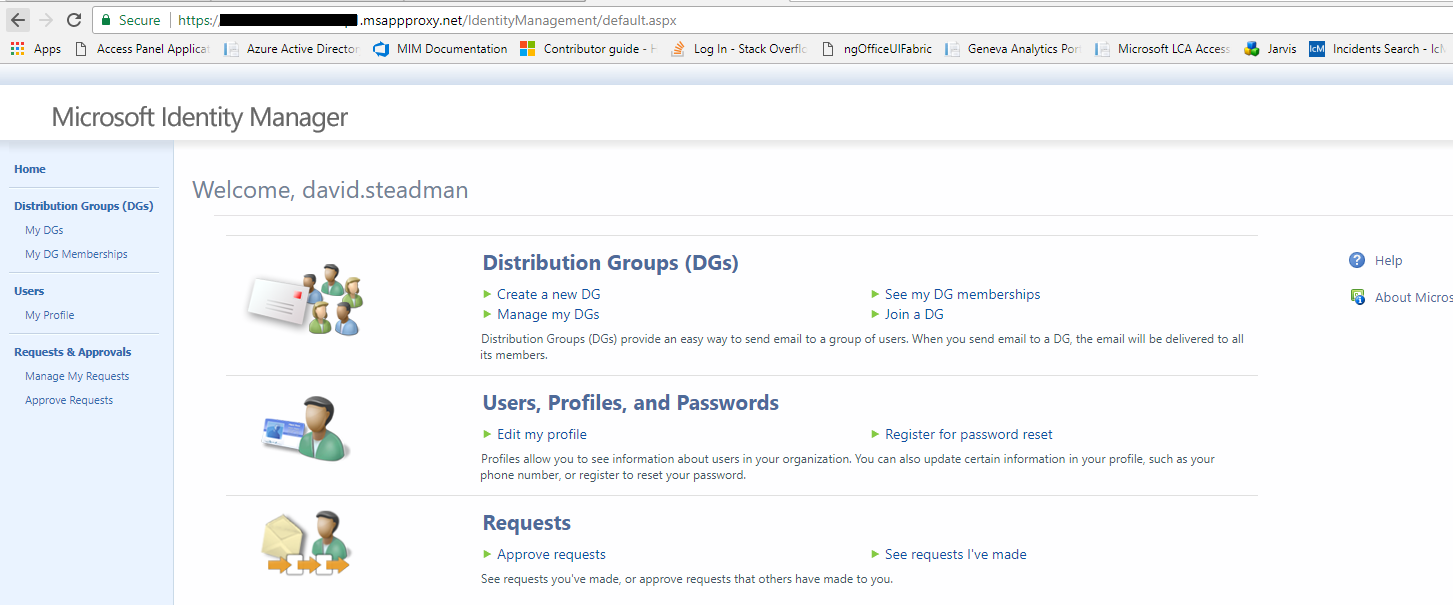 Secure https:/ .msappproxy.net/IdentityManagement/default.aspx
Apps Access Panel Applicat Azure Active Director MIM Documentation Contributor guide - H Log In - Stack Overflo ngOfficeUIFabric Geneva Analytics Por Microsoft LCA Access Jarvis IcM Incidents Search - IcM
Microsoft Identity Manager
Home
Distribution Groups (DGs)
My DGs
My DG Memberships
Users
My Profile
Requests & Approvals
Manage My Requests
Approve Requests
Welcome, david.steadman
Distribution Groups (DGs)
Create a new DG See my DG memberships
Manage my DGs Join a DG
Distribution Groups (DGs) provide an easy way to send email to a group of users. When you send email to a DG, the email will be delivered to all
its members.
Users, Profiles, and Passwords
Edit my profile Register for password reset
Profiles allow you to see information about users in your organization. You can also update certain information in your profile, such as your
phone number, or register to reset your password.
Requests
Approve requests See requests I've made
See requests you've made, or approve requests that others have made to you.
Help
About Micros